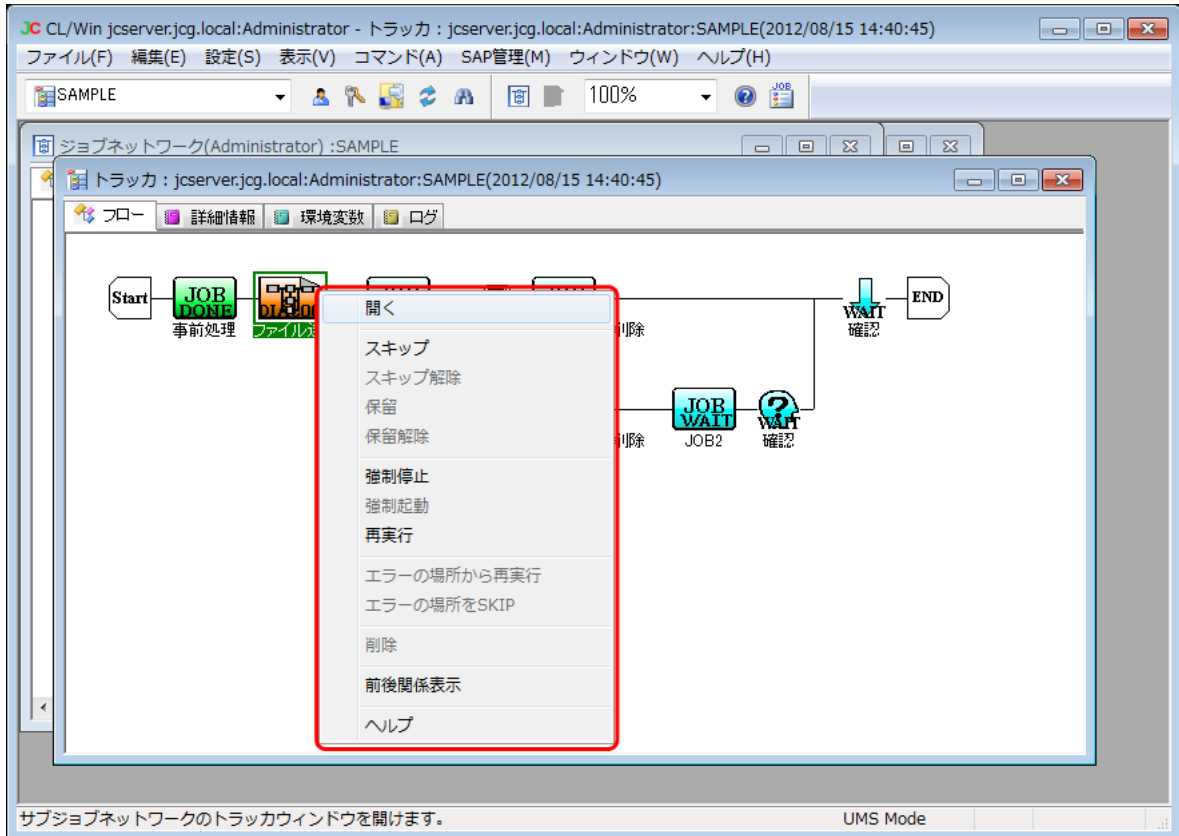 JC CL/Win jcserver.jcg.local:Administrator - トラッカ : jcserver.jcg.local:Administrator:SAMPLE(2012/08/15 14:40:45)
ファイル(F) 編集(E) 設定(S) 表示(V) コマンド(A) SAP管理(M) ウィンドウ(W) ヘルプ(H)
SAMPLE 100% JOB
ジョブネットワーク(Administrator) :SAMPLE
トラッカ : jcserver.jcg.local:Administrator:SAMPLE(2012/08/15 14:40:45)
フロー 詳細情報 環境変数 ログ
Start JOB DONE WAIT END
事前処理 ファイル 削除 確認
JOB WAIT WAIT
削除 JOB2 確認
開く
スキップ
スキップ解除
保留
保留解除
強制停止
強制起動
再実行
エラーの場所から再実行
エラーの場所をSKIP
削除
前後関係表示
ヘルプ
サブジョブネットワークのトラッカウィンドウを開けます。 UMS Mode